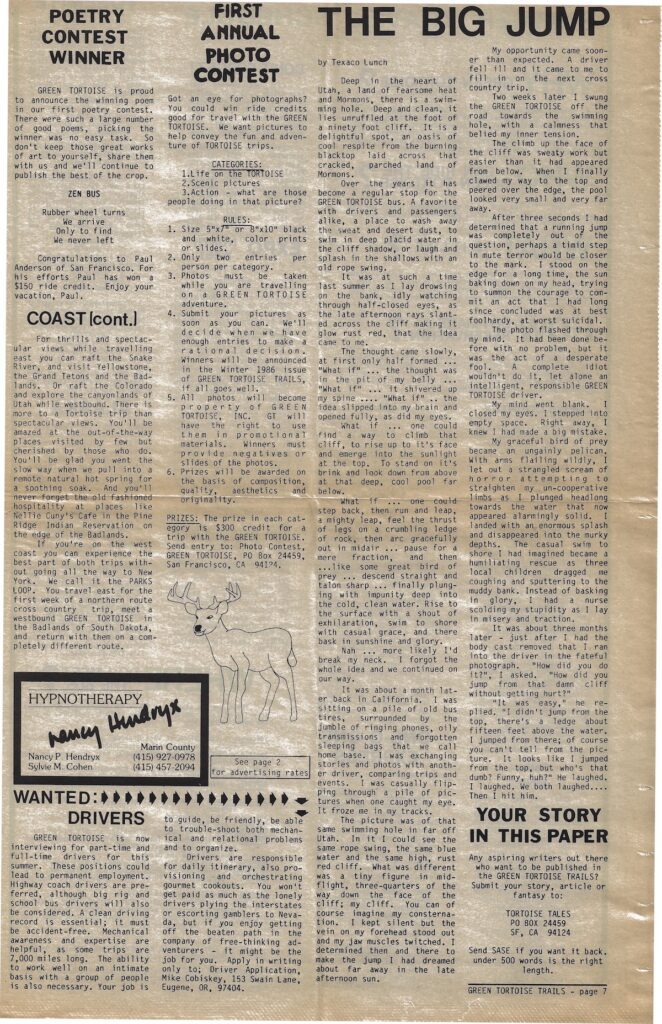 POETRY
CONTEST
WINNER
GREEN TORTOISE is proud
to announce the winning poem
in our first poetry contest.
There were such a large number
of good poems, picking the
winner was no easy task. So
don't keep those great works
of art to yourself, share them
with us and we'll continue to
publish the best of the crop.
ZEN BUS
Rubber wheel turns
We arrive
Only to find
We never left
Congratulations to Paul
Anderson of San Francisco. For
his efforts Paul has won a
$150 ride credit. Enjoy your
vacation, Paul.
COAST (cont.)
For thrills and spectac-
ular views while travelling
east you can raft the Snake
River, and visit Yellowstone,
the Grand Tetons and the Bad-
lands. Or raft the Colorado
and explore the canyonlands of
Utah while westbound. There is
more to a Tortoise trip than
spectacular views. You'll be
amazed at the out-of-the-way
places visited by few but
cherished by those who do.
You'll be glad you went the
slow way when we pull into a
remote natural hot spring for
a soothing soak. And you'll
never forget the old fashioned
hospitality at places like
Nellie Cuny's Cafe in the Pine
Ridge Indian Reservation on
the edge of the Badlands.
If you're on the west
coast you can experience the
best part of both trips with-
out going all the way to New
York. We call it the PARKS
LOOP. You travel east for the
first week of a northern route
cross country trip, meet a
westbound GREEN TORTOISE in
the Badlands of South Dakota,
and return with them on a com-
pletely different route.
HYPNOTHERAPY
Nancy Hendryx
Marin County
Nancy P. Hendryx (415) 927-0978
Sylvie M. Cohen (415) 457-2094
FIRST
ANNUAL
PHOTO
CONTEST
Got an eye for photographs?
You could win ride credits
good for travel with the GREEN
TORTOISE. We want pictures
to help convey the fun and adven-
ture of TORTOISE trips.
CATEGORIES:
1.Life on the TORTOISE
2.Scenic pictures
3.Action - what are those
people doing in that picture?
RULES:
1. Size 5"x7" or 8"x10" black
and white, color prints
or slides.
2. Only two entries per
person per category.
3. Photos must be taken
while you are travelling
on a GREEN TORTOISE
adventure.
4. Submit your pictures as
soon as you can. We'll
decide when we have
enough entries to make a
rational decision.
Winners will be announced
in the Winter 1986 issue
of GREEN TORTOISE TRAILS,
if all goes well.
5. All photos will become
property of GREEN
TORTOISE, INC. GT will
have the right to use
them in promotional
materials. Winners must
provide negatives or
slides of the photos.
6. Prizes will be awarded on
the basis of composition,
quality, aesthetics and
originality.
PRIZES: The prize in each cat-
egory is $300 credit for a
trip with the GREEN TORTOISE.
Send entry to: Photo Contest,
GREEN TORTOISE, PO Box 24459,
San Francisco, CA 94124.
See page 2
for advertising rates
WANTED:
DRIVERS
GREEN TORTOISE is now
interviewing for part-time and
full-time drivers for this
summer. These positions could
lead to permanent employment.
Highway coach drivers are pre-
ferred, although big rig and
school bus drivers will also
be considered. A clean driving
record is essential; it must
be accident-free. Mechanical
awareness and expertise are
helpful, as some trips are
7,000 miles long. The ability
to work well on an intimate
basis with a group of people
is also necessary. Your job is
to guide, be friendly, be able
to trouble-shoot both mechan-
ical and relational problems
and to organize.
Drivers are responsible
for daily itinerary, also pro-
visioning and orchestrating
gourmet cookouts. You won't
get paid as much as the lonely
drivers plying the interstates
or escorting gamblers to Neva-
da, but if you enjoy getting
off the beaten path in the
company of free-thinking ad-
venturers - it might be the
job for you. Apply in writing
only to; Driver Application,
Mike Cobiskey, 153 Swain Lane,
Eugene, OR, 97404.
THE BIG JUMP
by Texaco Lunch
Deep in the heart of
Utah, a land of fearsome heat
and Mormons, there is a swim-
ming hole. Deep and clean, it
lies unruffled at the foot of
a ninety foot cliff. It is a
delightful spot, an oasis of
cool respite from the burning
blacktop laid across that
cracked, parched land of
Mormons.
Over the years it has
become a regular stop for the
GREEN TORTOISE bus. A favorite
with drivers and passengers
alike, a place to wash away the
sweat and desert dust, to
swim in deep placid water in
the cliff shadow, or laugh and
splash in the shallows with an
old rope swing.
It was at such a time
last summer as I lay drowsing
on the bank, idly watching
through half-closed eyes, as
the late afternoon rays slant-
ed across the cliff making it
glow rust red, that the idea
came to me.
The thought came slowly,
at first only half formed ...
"What if" ... the thought was
in the pit of my belly ...
"What if" ... it shivered up
my spine .... "What if" .. the
idea slipped into my brain and
opened fully, as did my eyes.
What if ... one could
find a way to climb that
cliff, to rise up to it's face
and emerge into the sunlight
at the top. To stand on it's
brink and look down from above
at that deep, cool pool far
below.
What if ... one could
step back, then run and leap,
a mighty leap, feel the thrust
of legs on a crumbling ledge
of rock, then arc gracefully
out in midair ... pause for a
mere fraction, and then
...like some great bird of
prey ... descend straight and
talon sharp ... finally plung-
ing with impunity deep into
the cold, clean water. Rise to
the surface with a shout of
exhilaration, swim to shore
with casual grace, and there
bask in sunshine and glory.
Nah ... more likely I'd
break my neck. I forgot the
whole idea and we continued on
our way.
It was about a month lat-
er back in California. I was
sitting on a pile of old bus
tires, surrounded by the
jumble of ringing phones, oily
transmissions and forgotten
sleeping bags that we call
home base. I was exchanging
stories and photos with anoth-
er driver, comparing trips and
events. I was casually flip-
ping through a pile of pic-
tures when one caught my eye.
It froze me in my tracks.
The picture was of that
same swimming hole in far off
Utah. In it I could see the
same rope swing, the same blue
water and the same high, rust
red cliff. What was different
was a tiny figure in mid-
flight, three-quarters of the
way down the face of the
cliff, my cliff. You can of
course imagine my consterna-
tion. I kept silent but the
vein on my forehead stood out
and my jaw muscles twitched. I
determined then and there to
make the jump I had dreamed
about far away in the late
afternoon sun.
My opportunity came soon-
er than expected. A driver
fell ill and it came to me to
fill in on the next cross
country trip.
Two weeks later I swung
the GREEN TORTOISE off the
road towards the swimming
hole, with a calmness that
belied my inner tension.
The climb up the face of
the cliff was sweaty work but
easier than it had appeared
from below. When I finally
clawed my way to the top and
peered over the edge, the pool
looked very small and very far
away.
After three seconds I had
determined that a running jump
was completely out of the
question, perhaps a timid step
in mute terror would be closer
to the mark. I stood on the
edge for a long time, the sun
baking down on my head, trying
to summon the courage to com-
mit an act that I had long
since concluded was at best
foolhardy, at worst suicidal.
The photo flashed through
my mind. It had been done be-
fore with no problem, but it
was the act of a desperate
fool. A complete idiot
wouldn't do it, let alone an
intelligent, responsible GREEN
TORTOISE driver.
My mind went blank. I
closed my eyes. I stepped into
empty space. Right away, I
knew I had made a big mistake.
My graceful bird of prey
became an ungainly pelican.
With arms flailing wildly, I
let out a strangled scream of
horror attempting to
straighten my un-cooperative
limbs as I plunged headlong
towards the water that now
appeared alarmingly solid. I
landed with an enormous splash
and disappeared into the murky
depths. The casual swim to
shore I had imagined became a
humiliating rescue as three
local children dragged me
coughing and sputtering to the
muddy bank. Instead of basking
in glory, I had a nurse
scolding my stupidity as I lay
in misery and traction.
It was about three months
later - just after I had the
body cast removed that I ran
into the driver in the fateful
photograph. "How did you do
it?", I asked. "How did you
jump from that damn cliff
without getting hurt?"
"It was easy," he re-
plied. "I didn't jump from the
top, there's a ledge about
fifteen feet above the water.
I jumped from there; of course
you can't tell from the pic-
ture. It looks like I jumped
from the top, but who's that
dumb? Funny, huh?" He laughed.
I laughed. We both laughed....
Then I hit him.
YOUR STORY
IN THIS PAPER
Any aspiring writers out there
who want to be published in
the GREEN TORTOISE TRAILS?
Submit your story, article or
fantasy to:
TORTOISE TALES
PO BOX 24459
SF, CA 94124
Send SASE if you want it back.
under 500 words is the right
length.
GREEN TORTOISE TRAILS - page 7